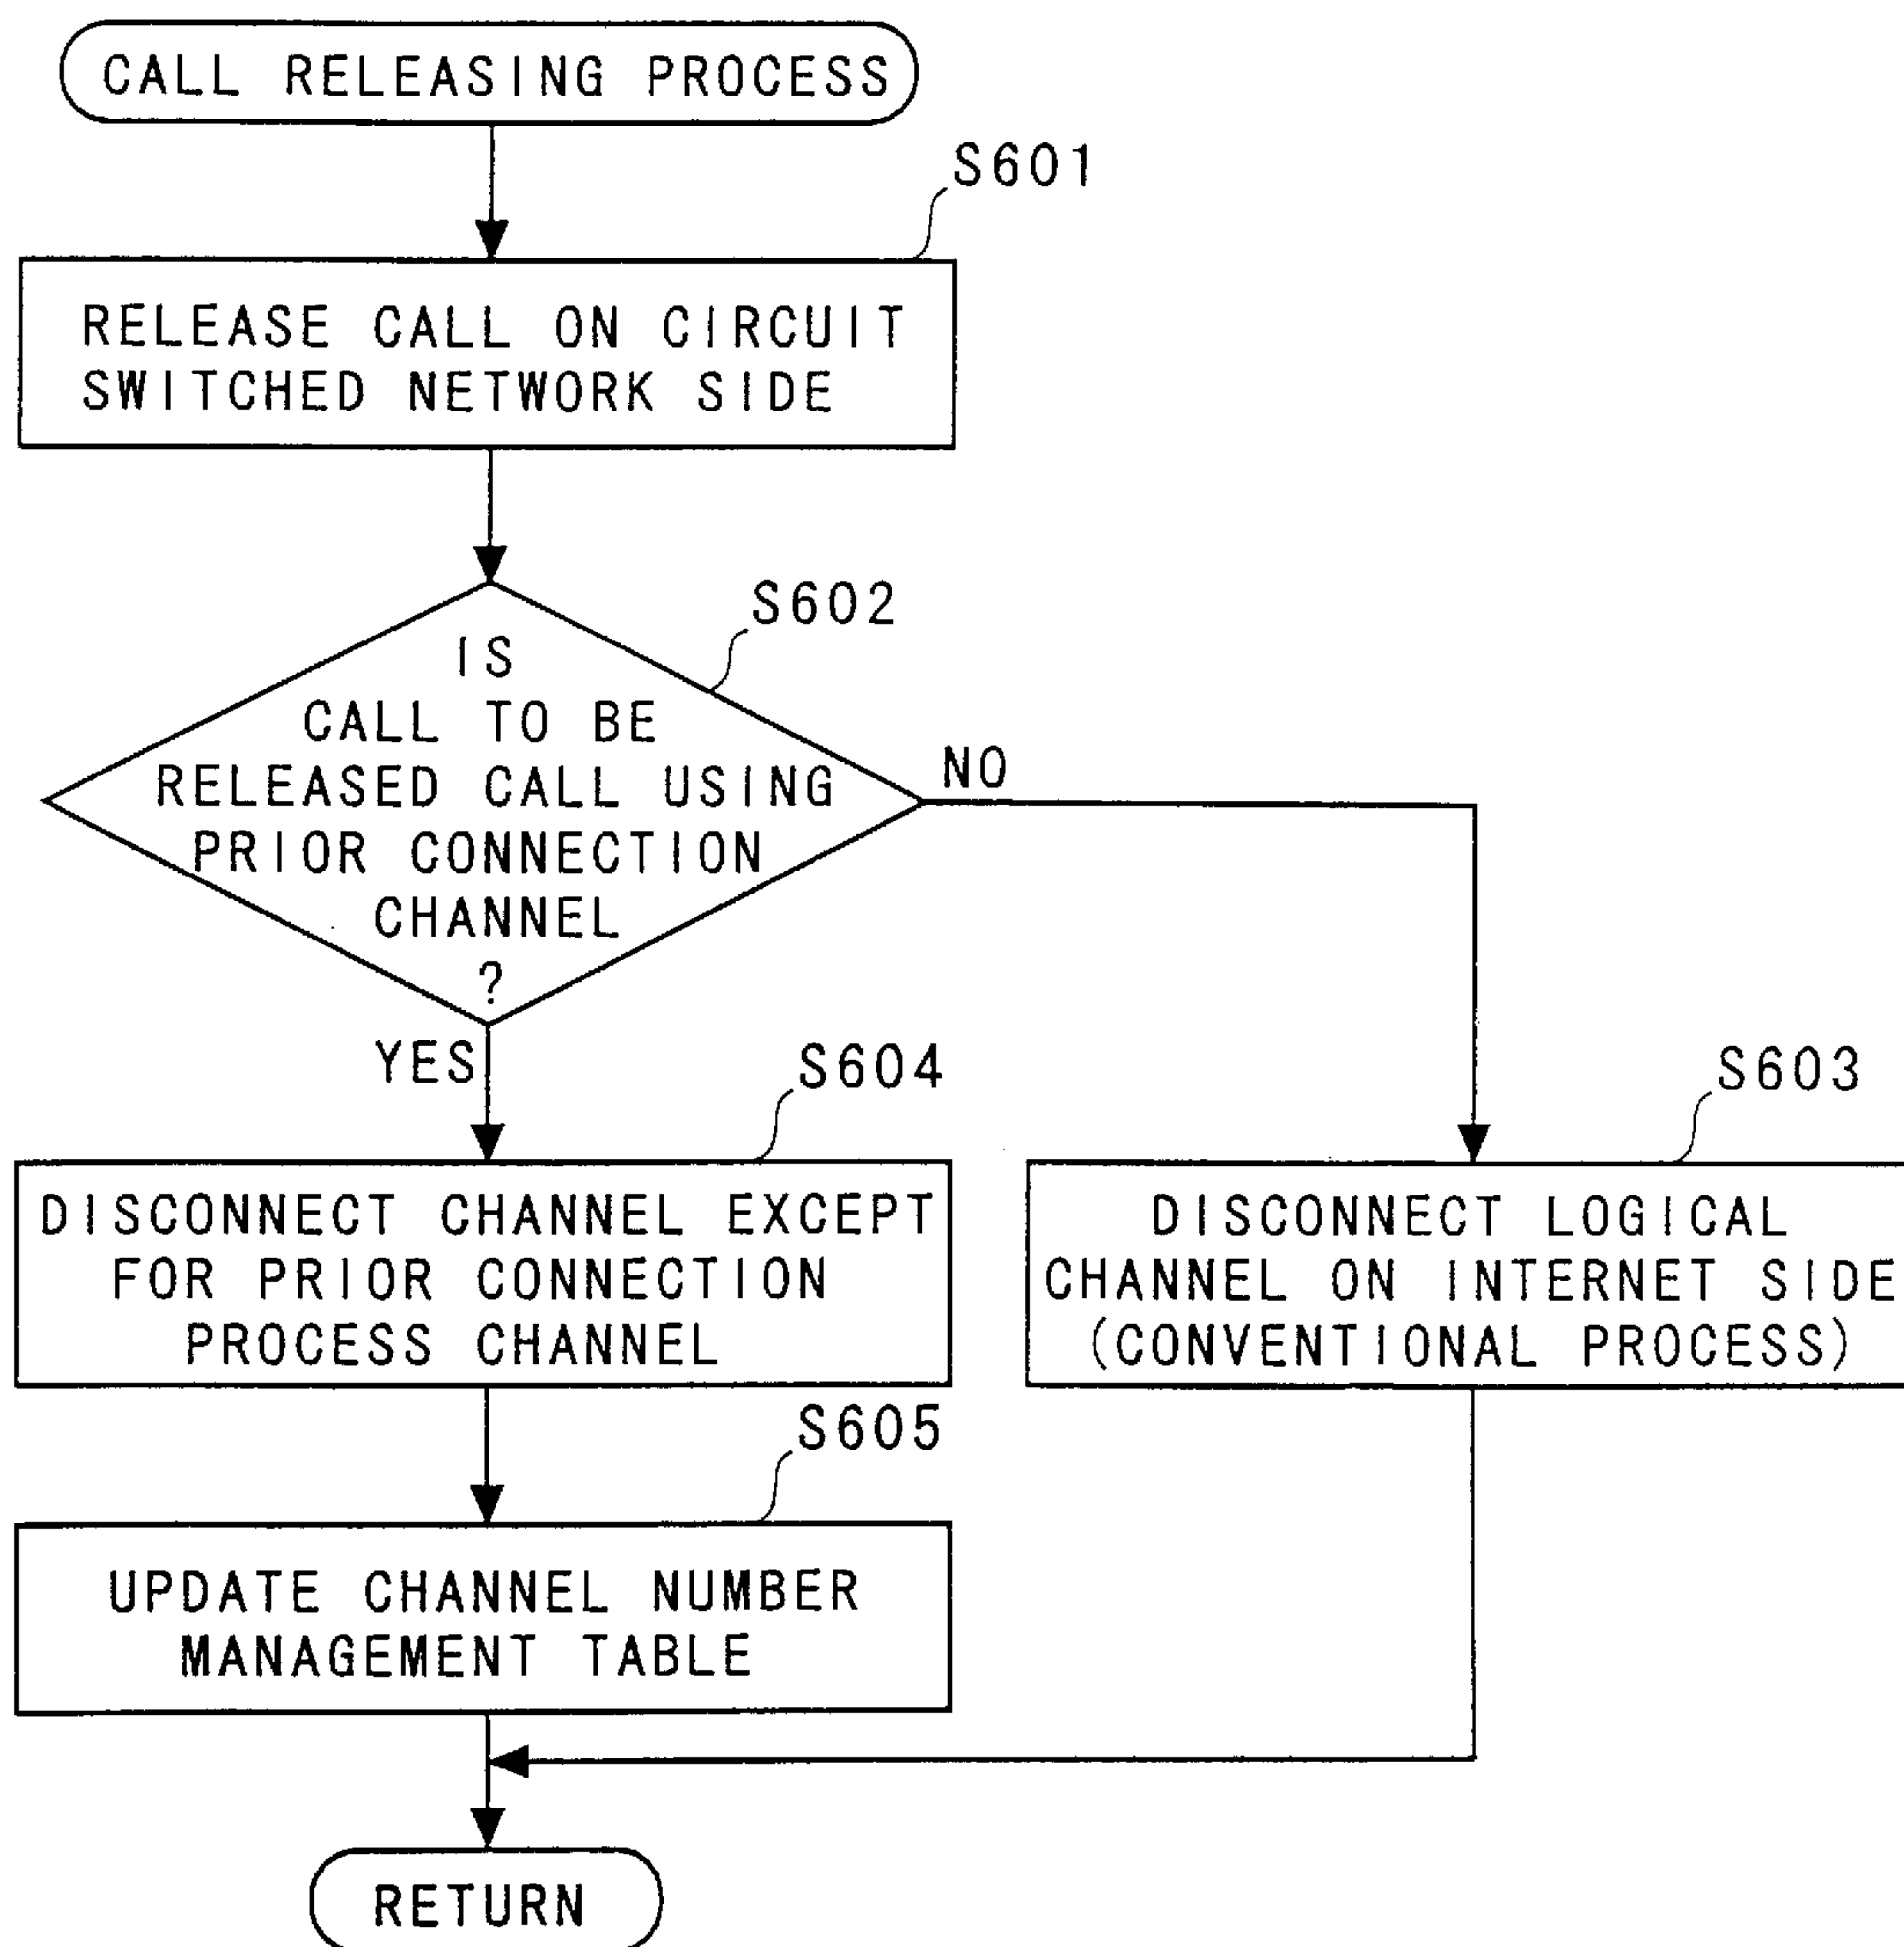 CALL RELEASING PROCESS
S601
RELEASE CALL ON CIRCUIT
SWITCHED NETWORK SIDE
S602
IS
CALL TO BE
RELEASED CALL USING
PRIOR CONNECTION
CHANNEL
?
NO
YES
S604
DISCONNECT CHANNEL EXCEPT
FOR PRIOR CONNECTION
PROCESS CHANNEL
S603
DISCONNECT LOGICAL
CHANNEL ON INTERNET SIDE
(CONVENTIONAL PROCESS)
S605
UPDATE CHANNEL NUMBER
MANAGEMENT TABLE
RETURN